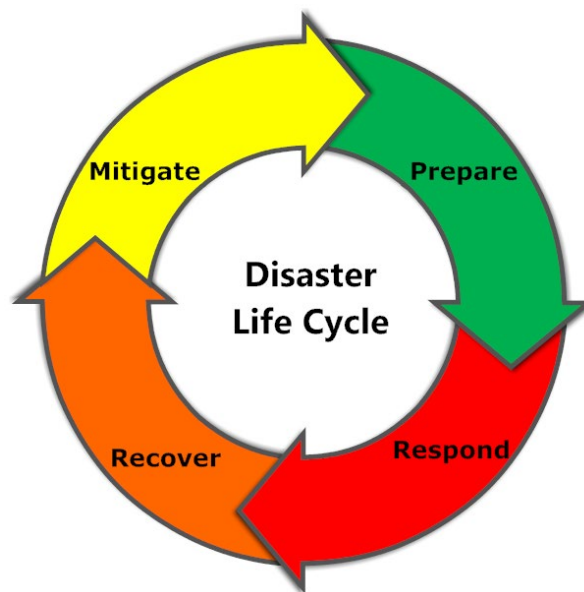 Mitigate
Prepare
Disaster
Life Cycle
Recover
Respond